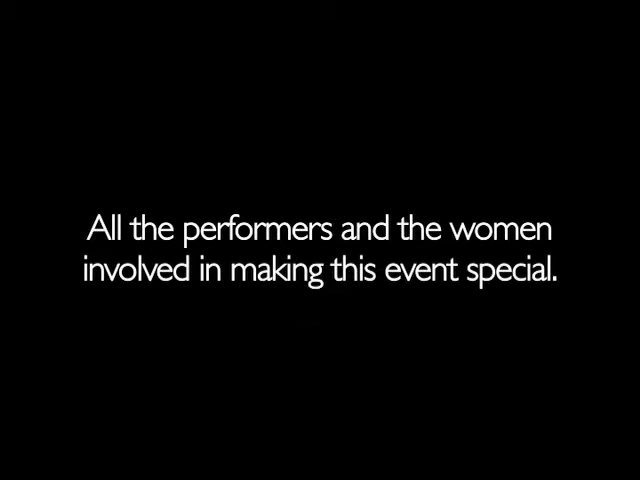 All the performers and the women
involved in making this event special.